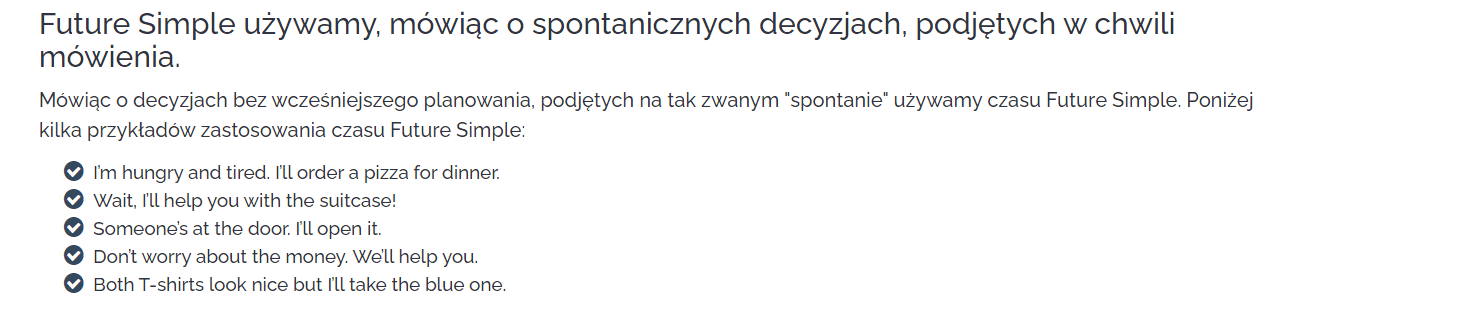 Future Simple używamy, mówiąc o spontanicznych decyzjach, podjętych w chwili
mówienia.
Mówiąc o decyzjach bez wcześniejszego planowania, podjętych na tak zwanym "spontanie" używamy czasu Future Simple. Poniżej
kilka przykładów zastosowania czasu Future Simple:
I’m hungry and tired. I’ll order a pizza for dinner.
Wait, I’ll help you with the suitcase!
Someone’s at the door. I’ll open it.
Don’t worry about the money. We’ll help you.
Both T-shirts look nice but I’ll take the blue one.